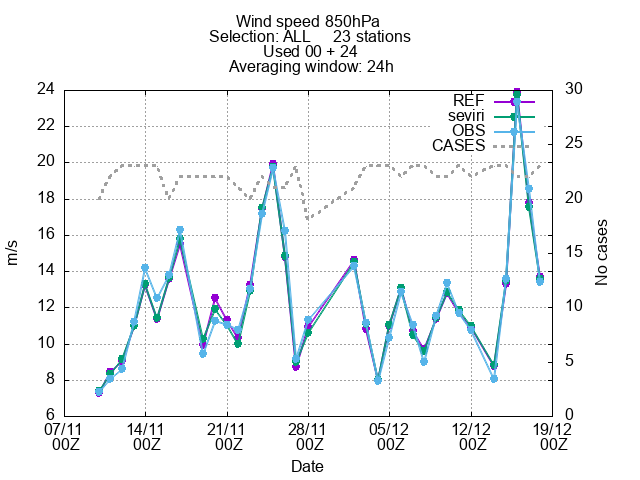 Wind speed 850hPa
Selection: ALL 23 stations
Used 00 + 24
Averaging window: 24h
24 30
22
20
18
16
14
12
10
8
6
25
20
15
10
5
0
REF
seviri
OBS
CASES
m/s
No cases
07/11 14/11 21/11 28/11 05/12 12/12 19/12
00Z 00Z 00Z 00Z 00Z 00Z 00Z
Date